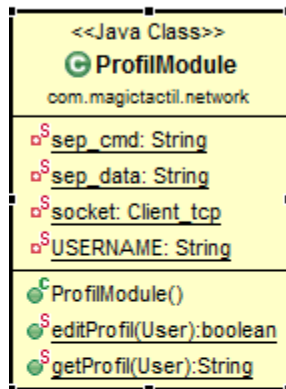 <<Java Class>>
ProfilModule
com.magictactil.network
sep_cmd: String
sep_data: String
socket: Client_tcp
USERNAME: String
ProfilModule()
editProfil(User):boolean
getProfil(User):String